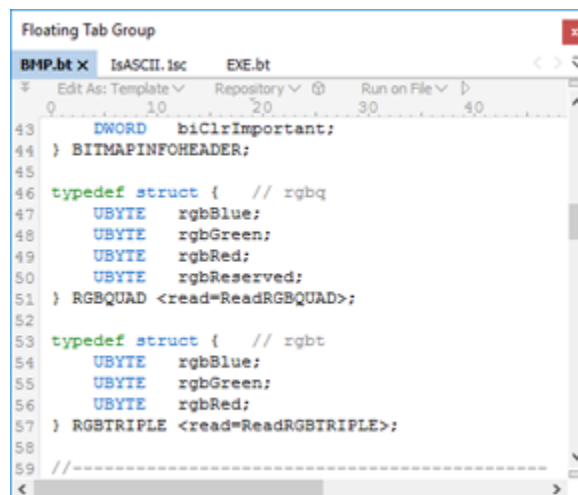 Floating Tab Group
BMP.bt x IsASCII.1sc EXE.bt
Edit As: Template Repository Run on File
0 10 20 30 40
43 DWORD biClrImportant;
44 } BITMAPINFOHEADER;
45
46 typedef struct { // rgbq
47 UBYTE rgbBlue;
48 UBYTE rgbGreen;
49 UBYTE rgbRed;
50 UBYTE rgbReserved;
51 } RGBQUAD <read=ReadRGBQUAD>;
52
53 typedef struct { // rgbt
54 UBYTE rgbBlue;
55 UBYTE rgbGreen;
56 UBYTE rgbRed;
57 } RGBTRIPLE <read=ReadRGBTRIPLE>;
58
59 //---------------------------------------------